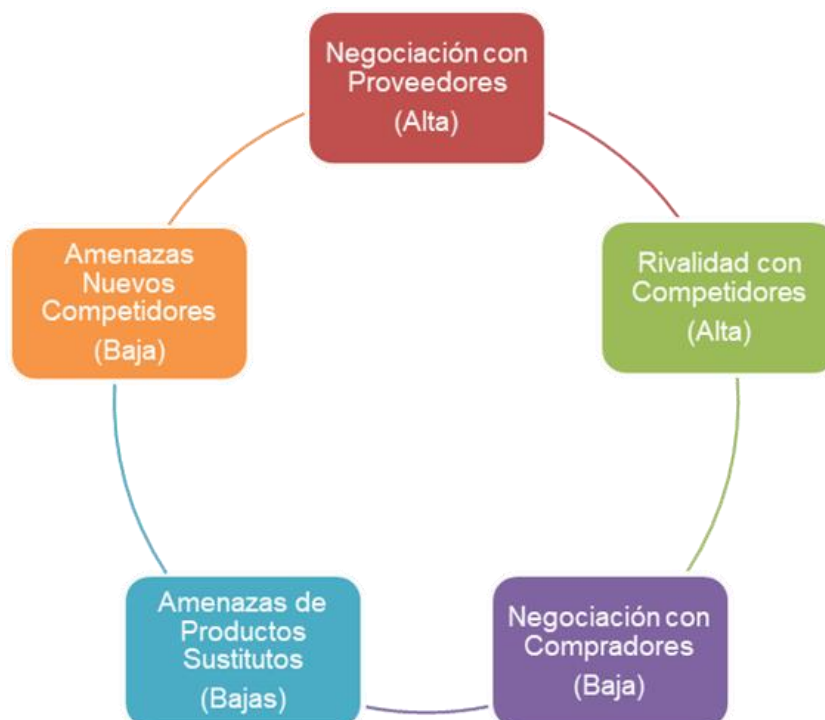 Negociación con
Proveedores
(Alta)
Rivalidad con
Competidores
(Alta)
Negociación con
Compradores
(Baja)
Amenazas de
Productos
Sustitutos
(Bajas)
Amenazas
Nuevos
Competidores
(Baja)